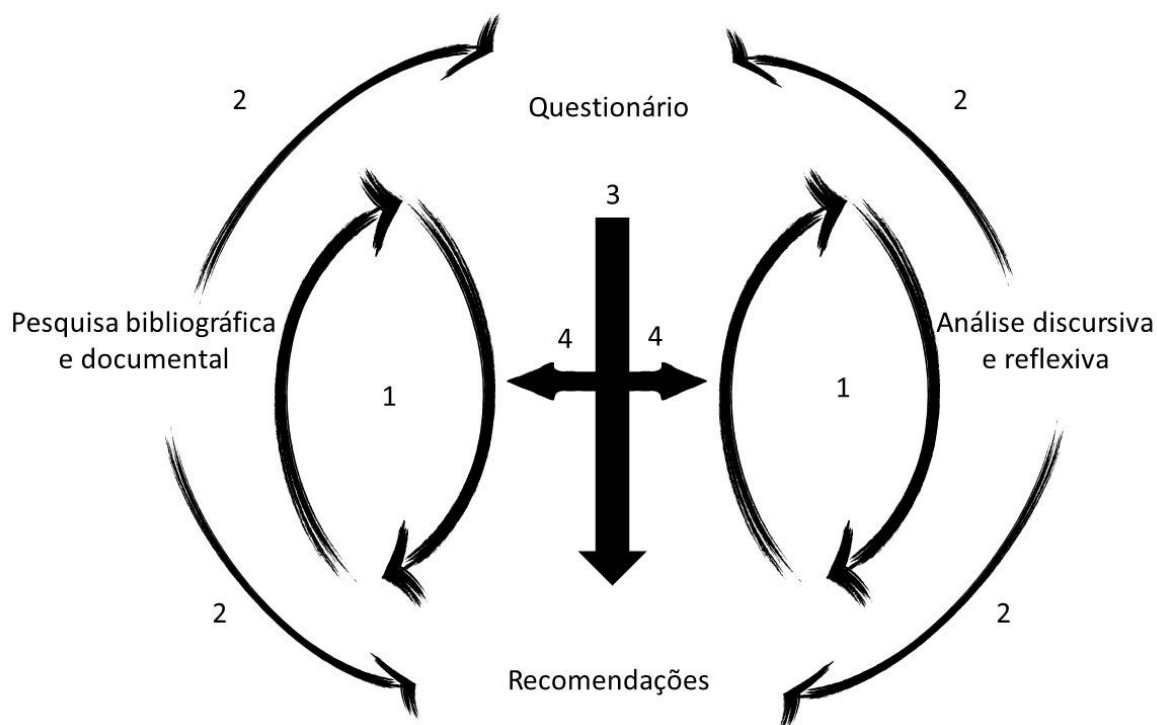 2
2
Questionário
3
Pesquisa bibliográfica
e documental
4
4
Análise discursiva
e reflexiva
1
1
2
2
Recomendações